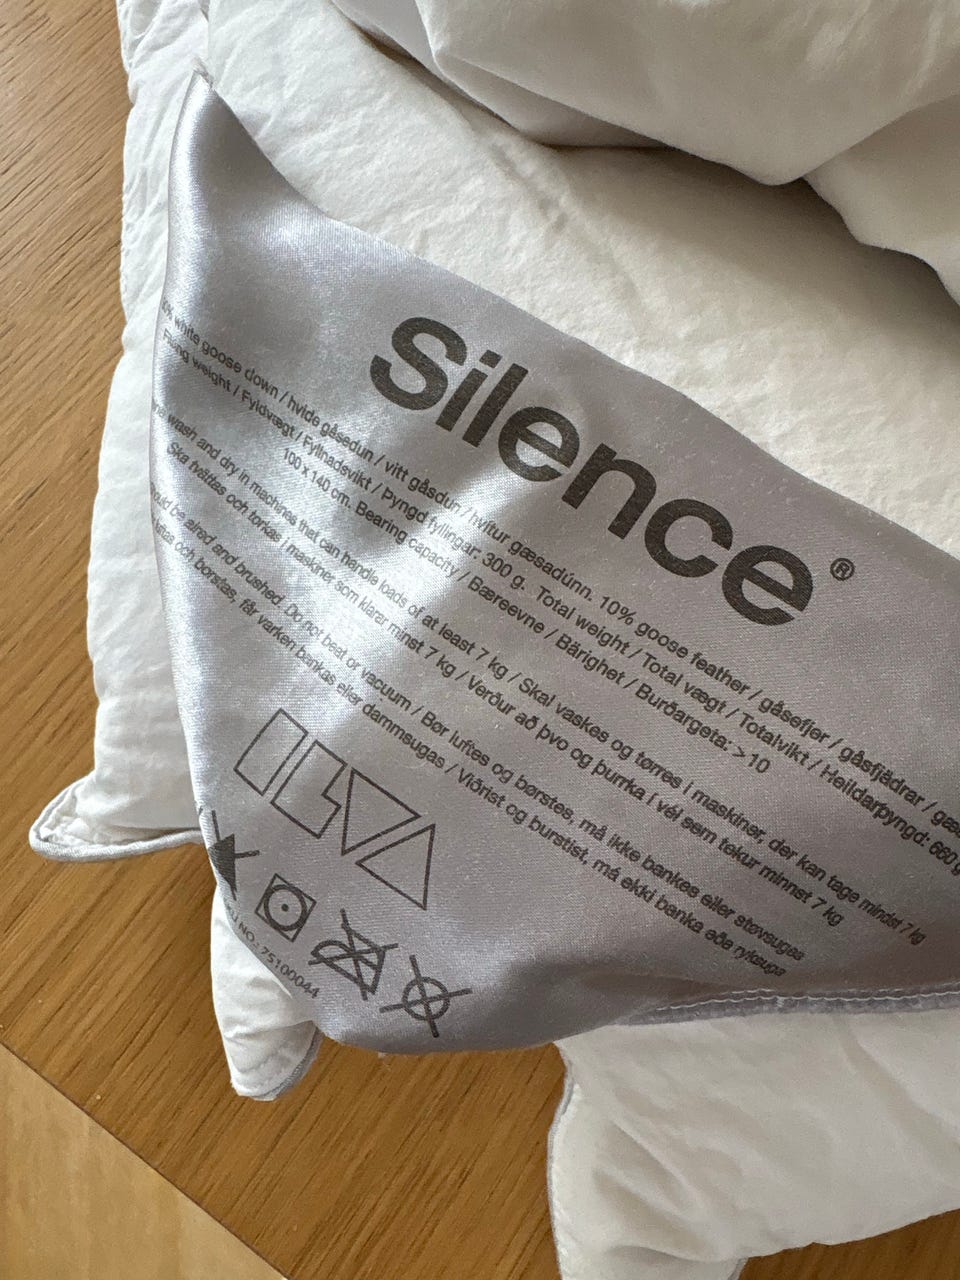 Silence®
white goose down / hvide gåsedun / vitt gåsdun / hvítur gæsadúnn. 10% goose feather / gåsefjer / gåsfjädrar /
weight / Fyldvægt / Fyllnadsvikt / Þyngd fyllingar: 300 g. Total weight / Total vægt / Totalvikt / Heildarþyngd: 660 g
100 x 140 cm. Bearing capacity / Bæreevne / Bärighet / Burðargeta: >10
wash and dry in machines that can handle loads of at least 7 kg / Skal vaskes og tørres i maskiner, der kan tage mindst 7 kg
Ska tvättas och torkas i maskiner som klarar minst 7 kg / Verður að þvo og þurrka í vél sem tekur minnst 7 kg
be aired and brushed. Do not beat or vacuum / Bør luftes og børstes, må ikke bankes eller støvsuges
och borstas, får varken bankas eller dammsugas / Viðrist og burstist, má ekki banka eða ryksuga
ILVA
NO.: 75100044